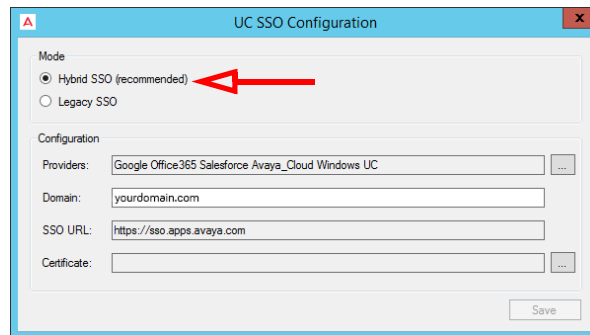 UC SSO Configuration
x
Mode
Hybrid SSO (recommended)
Legacy SSO
Configuration
Providers: Google Office365 Salesforce Avaya_Cloud Windows UC ...
Domain: yourdomain.com
SSO URL: https://sso.apps.avaya.com
Certificate: ...
Save